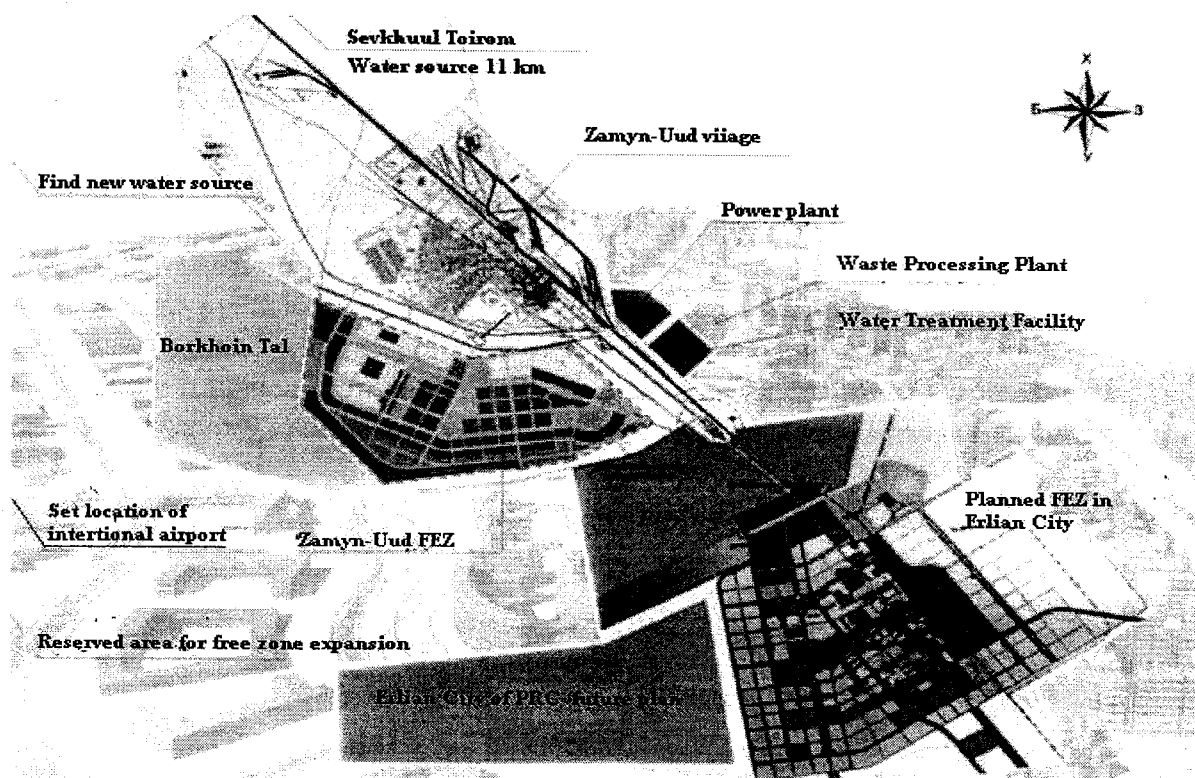 Sevkhuul Toirom
Water source 11 km
Zamyn-Uud viiage
Find new water source
Power plant
Waste Processing Plant
Water Treatment Facility
Borkhoin Tal
Set location of
intertional airport
Zamyn-Uud FEZ
Planned FEZ in
Erlian City
Reserved area for free zone expansion
Erlian City of PRC future plan
X
Б
З